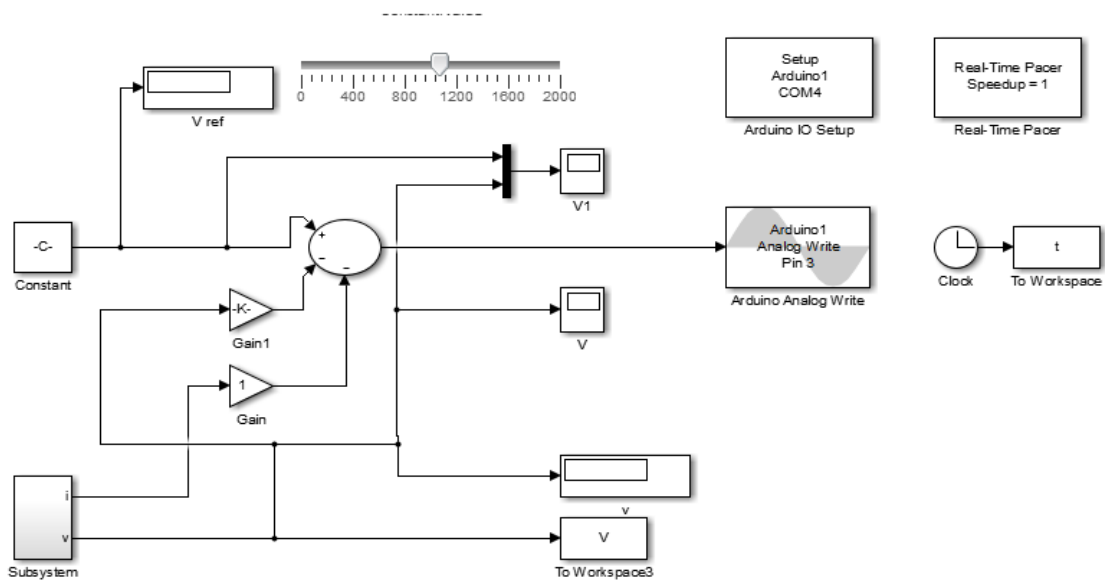 0 400 800 1200 1600 2000
V ref
Setup
Arduino1
COM4
Arduino IO Setup
Real-Time Pacer
Speedup = 1
Real-Time Pacer
V1
-C-
Constant
+
−
−
Arduino1
Analog Write
Pin 3
Arduino Analog Write
Clock
t
To Workspace
-K-
Gain1
V
1
Gain
i
v
Subsystem
v
V
To Workspace3